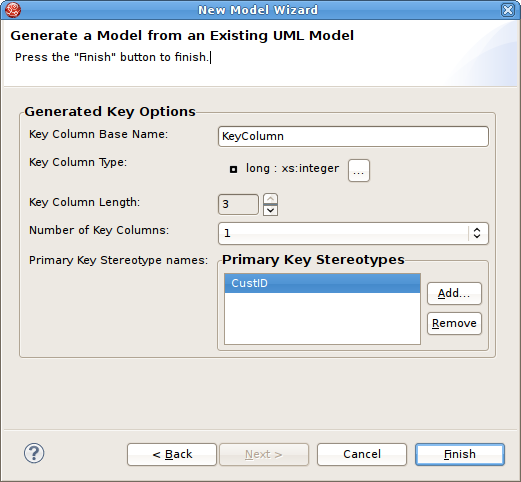 New Model Wizard
Generate a Model from an Existing UML Model
Press the "Finish" button to finish.
Generated Key Options
Key Column Base Name: KeyColumn
Key Column Type: long : xs:integer ...
Key Column Length: 3
Number of Key Columns: 1
Primary Key Stereotype names: Primary Key Stereotypes
CustID
Add...
Remove
? < Back Next > Cancel Finish